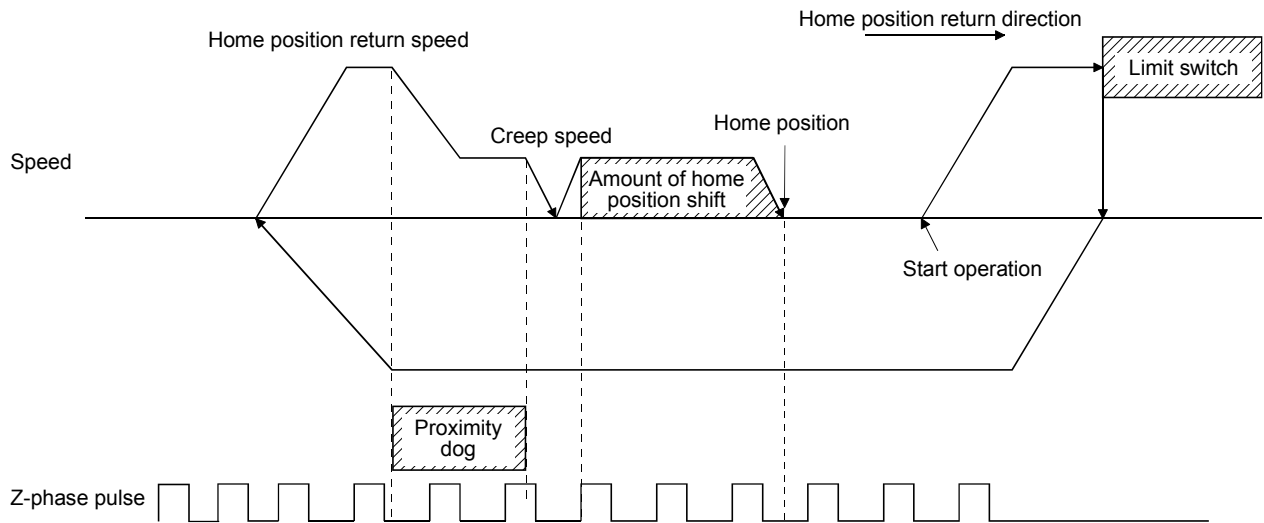 Home position return direction
Home position return speed
Limit switch
Home position
Creep speed
Speed
Amount of home
position shift
Start operation
Proximity
dog
Z-phase pulse